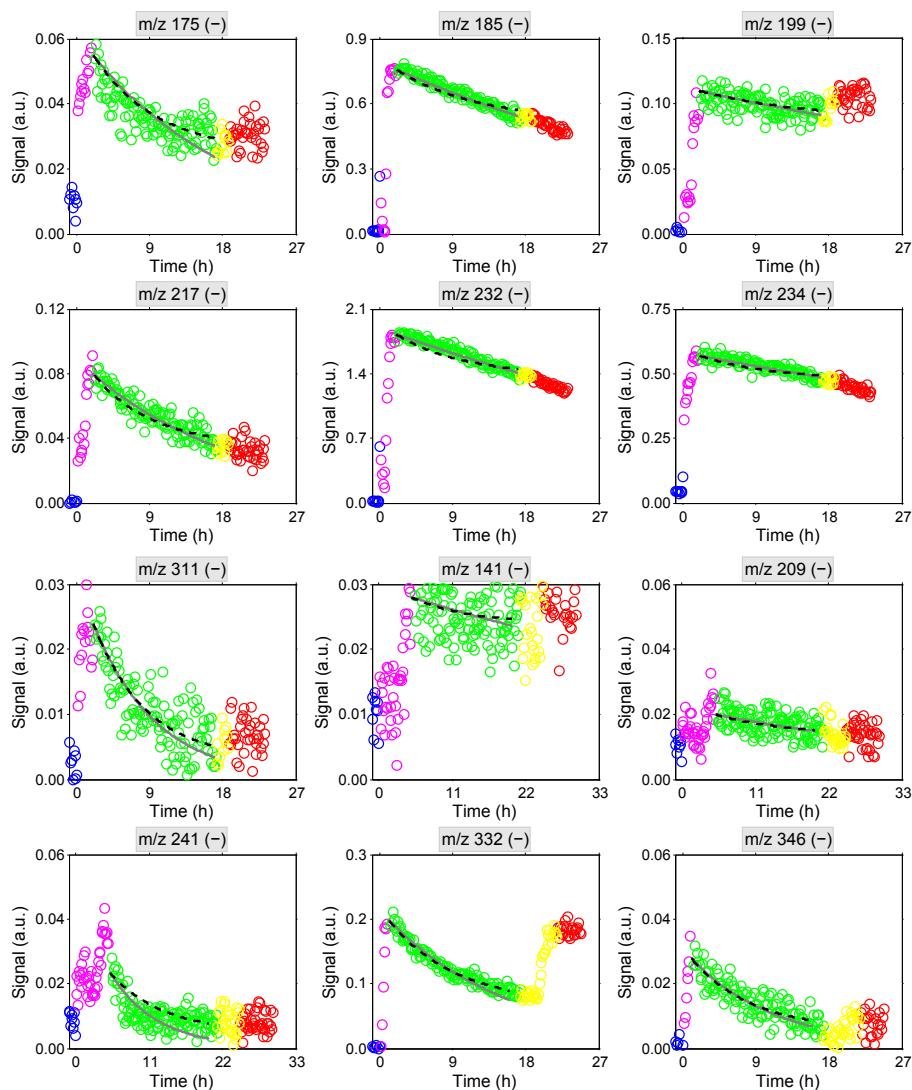 m/z 175 (−)
Signal (a.u.)
0.06
0.04
0.02
0.00
0 9 18 27
Time (h)
m/z 185 (−)
Signal (a.u.)
0.9
0.6
0.3
0.0
0 9 18 27
Time (h)
m/z 199 (−)
Signal (a.u.)
0.15
0.10
0.05
0.00
0 9 18 27
Time (h)
m/z 217 (−)
Signal (a.u.)
0.12
0.08
0.04
0.00
0 9 18 27
Time (h)
m/z 232 (−)
Signal (a.u.)
2.1
1.4
0.7
0.0
0 9 18 27
Time (h)
m/z 234 (−)
Signal (a.u.)
0.75
0.50
0.25
0.00
0 9 18 27
Time (h)
m/z 311 (−)
Signal (a.u.)
0.03
0.02
0.01
0.00
0 9 18 27
Time (h)
m/z 141 (−)
Signal (a.u.)
0.03
0.02
0.01
0.00
0 11 22 33
Time (h)
m/z 209 (−)
Signal (a.u.)
0.06
0.04
0.02
0.00
0 11 22 33
Time (h)
m/z 241 (−)
Signal (a.u.)
0.06
0.04
0.02
0.00
0 11 22 33
Time (h)
m/z 332 (−)
Signal (a.u.)
0.3
0.2
0.1
0.0
0 9 18 27
Time (h)
m/z 346 (−)
Signal (a.u.)
0.06
0.04
0.02
0.00
0 9 18 27
Time (h)